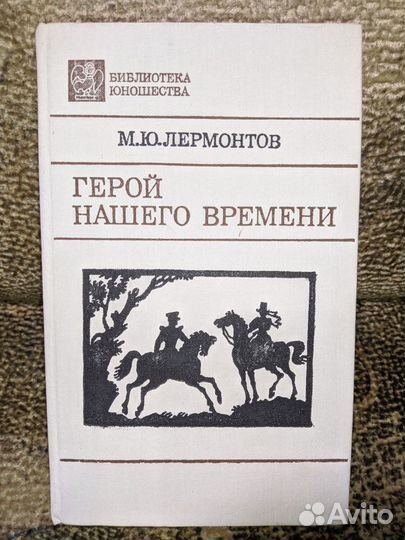 БИБЛИОТЕКА
ЮНОШЕСТВА
М.Ю.ЛЕРМОНТОВ
ГЕРОЙ
НАШЕГО ВРЕМЕНИ
Avito